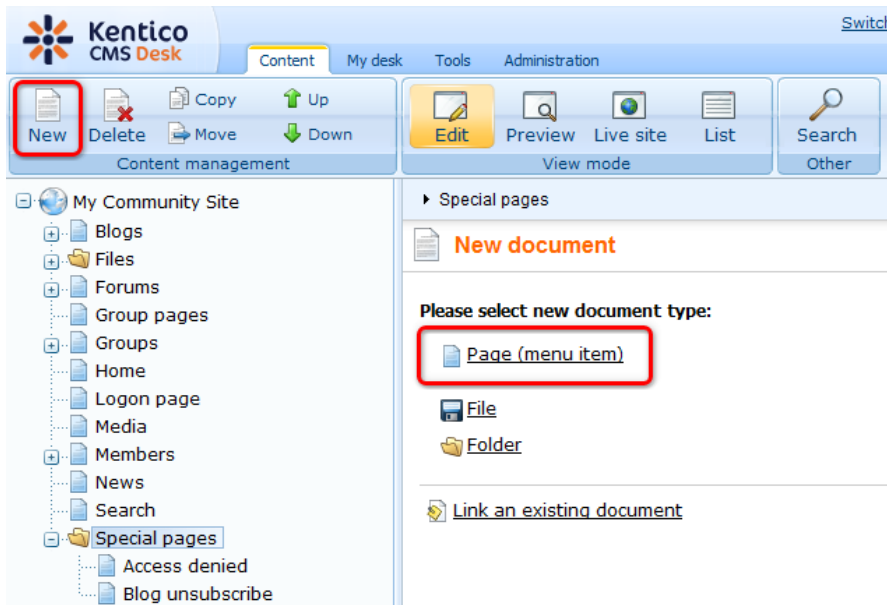 Kentico
CMS Desk
Switch
Content My desk Tools Administration
New Delete Copy Move Up Down
Content management
Edit Preview Live site List
View mode
Search
Other
My Community Site
Blogs
Files
Forums
Group pages
Groups
Home
Logon page
Media
Members
News
Search
Special pages
Access denied
Blog unsubscribe
Special pages
New document
Please select new document type:
Page (menu item)
File
Folder
Link an existing document